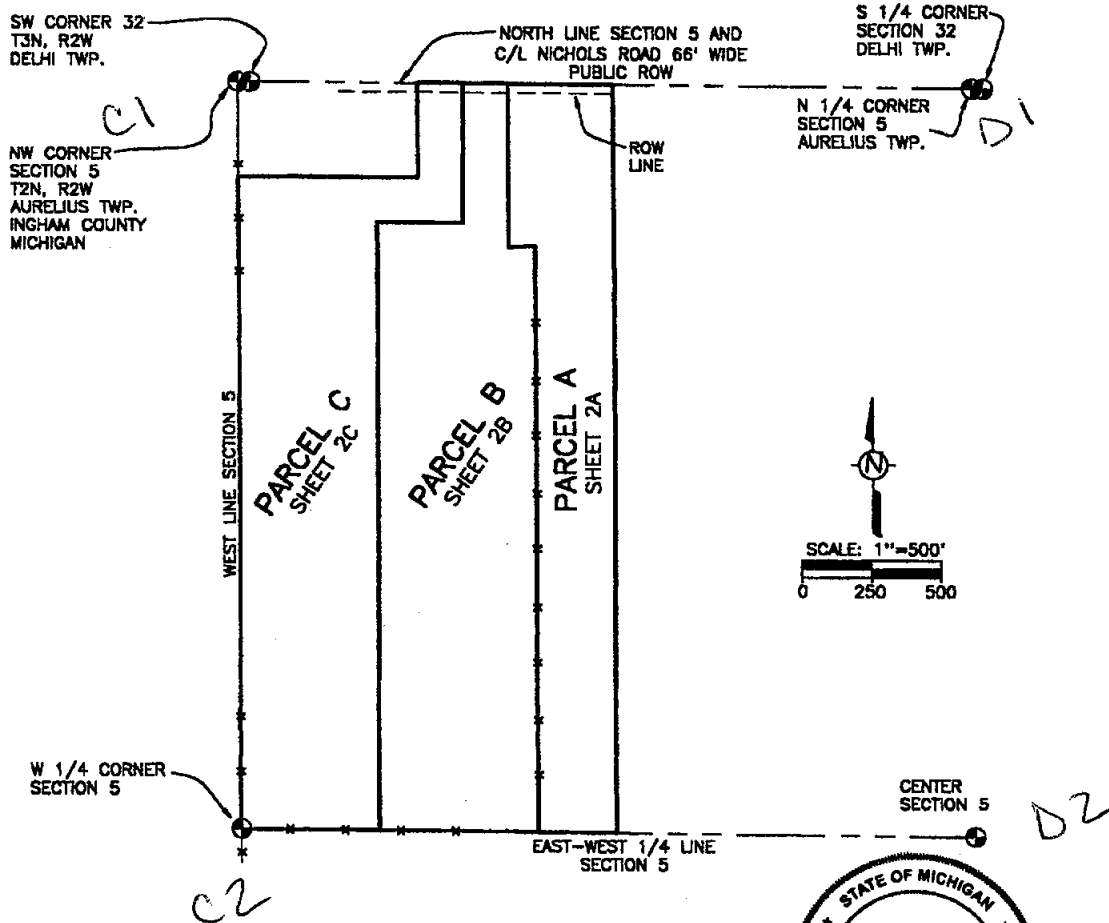 SW CORNER 32
T3N, R2W
DELHI TWP.
NORTH LINE SECTION 5 AND
C/L NICHOLS ROAD 66' WIDE
PUBLIC ROW
S 1/4 CORNER
SECTION 32
DELHI TWP.
C1
N 1/4 CORNER
SECTION 5
AURELIUS TWP.
D1
NW CORNER
SECTION 5
T2N, R2W
AURELIUS TWP.
INGHAM COUNTY
MICHIGAN
ROW
LINE
WEST LINE SECTION 5
PARCEL C
SHEET 2C
PARCEL B
SHEET 2B
PARCEL A
SHEET 2A
N
SCALE: 1"=500'
0 250 500
W 1/4 CORNER
SECTION 5
CENTER
SECTION 5
D2
EAST-WEST 1/4 LINE
SECTION 5
C2
STATE OF MICHIGAN